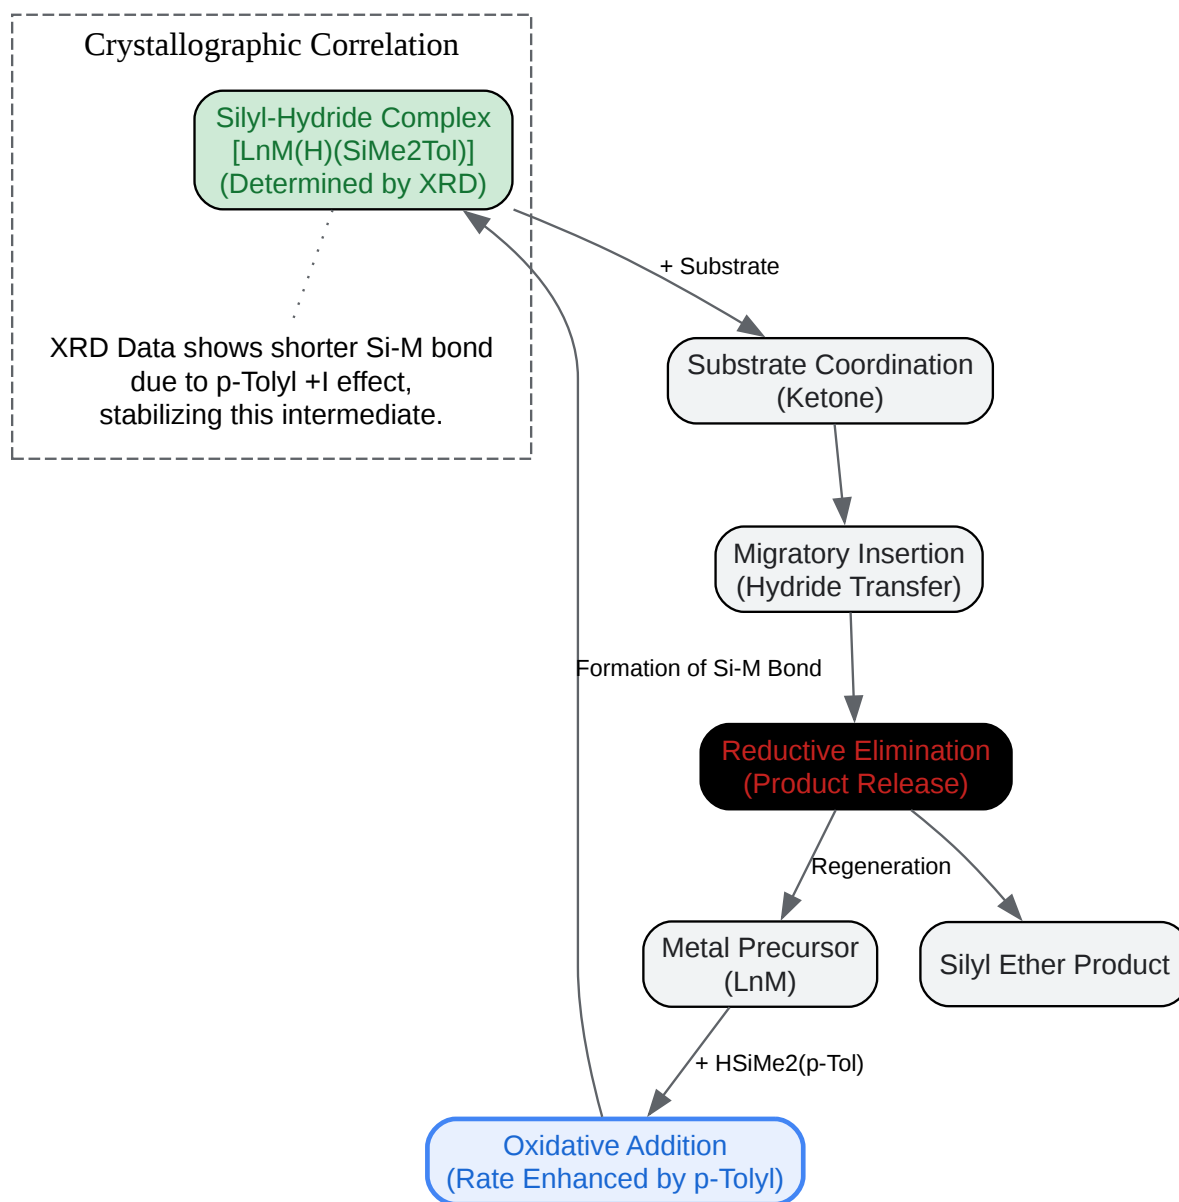 Crystallographic Correlation
Silyl-Hydride Complex
[LnM(H)(SiMe2Tol)]
(Determined by XRD)
+ Substrate
XRD Data shows shorter Si-M bond
due to p-Tolyl +I effect,
stabilizing this intermediate.
Substrate Coordination
(Ketone)
Migratory Insertion
(Hydride Transfer)
Formation of Si-M Bond
Reductive Elimination
(Product Release)
Regeneration
Metal Precursor
(LnM)
Silyl Ether Product
+ HSiMe2(p-Tol)
Oxidative Addition
(Rate Enhanced by p-Tolyl)